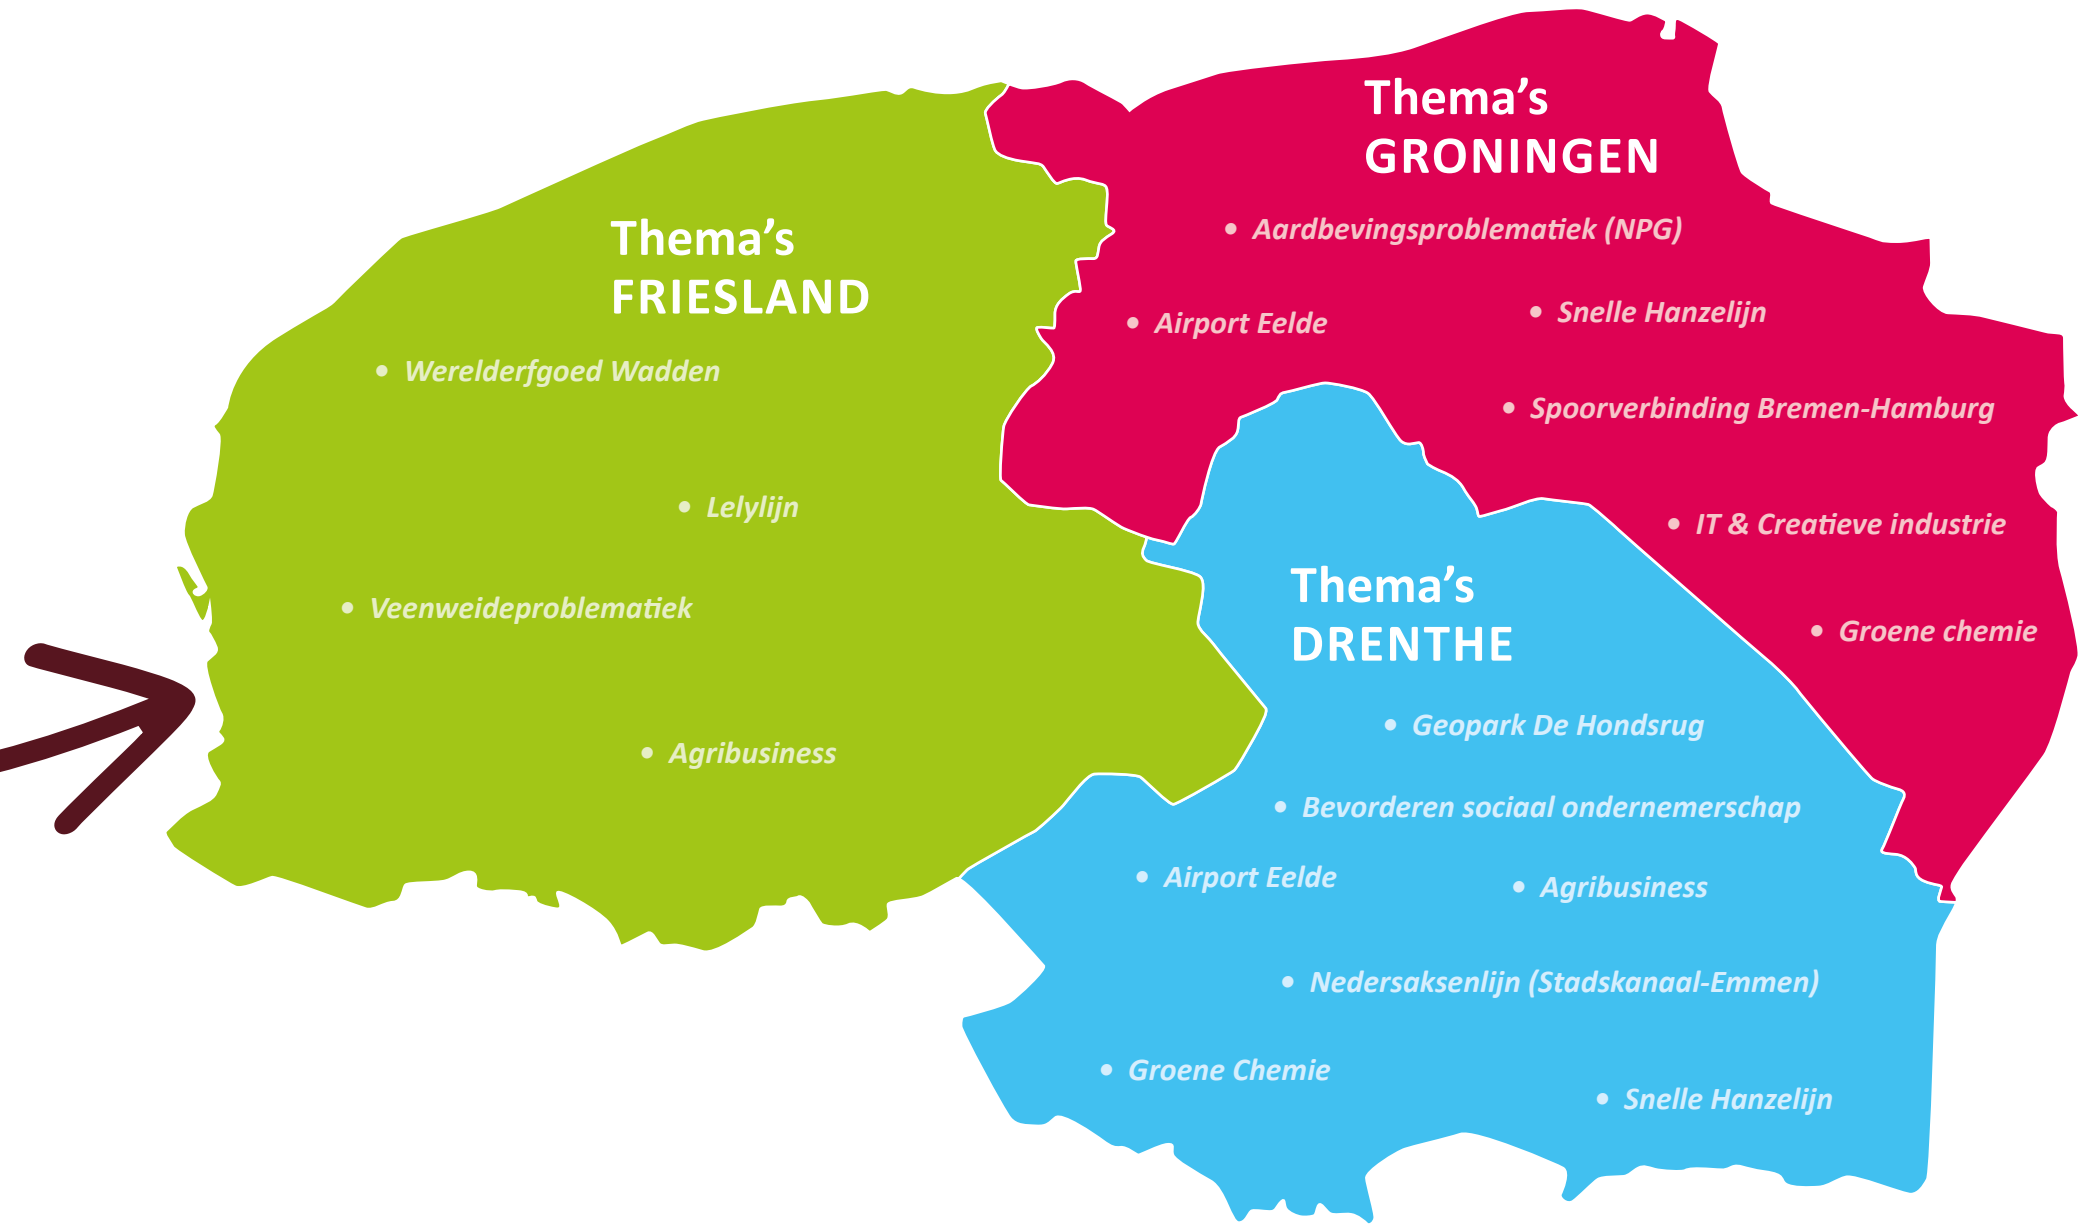 Thema’s
FRIESLAND
• Werelderfgoed Wadden
• Lelylijn
• Veenweideproblematiek
• Agribusiness
Thema’s
GRONINGEN
• Aardbevingsproblematiek (NPG)
• Airport Eelde
• Snelle Hanzelijn
• Spoorverbinding Bremen-Hamburg
• IT & Creatieve industrie
• Groene chemie
Thema’s
DRENTHE
• Geopark De Hondsrug
• Bevorderen sociaal ondernemerschap
• Airport Eelde
• Agribusiness
• Nedersaksenlijn (Stadskanaal-Emmen)
• Groene Chemie
• Snelle Hanzelijn